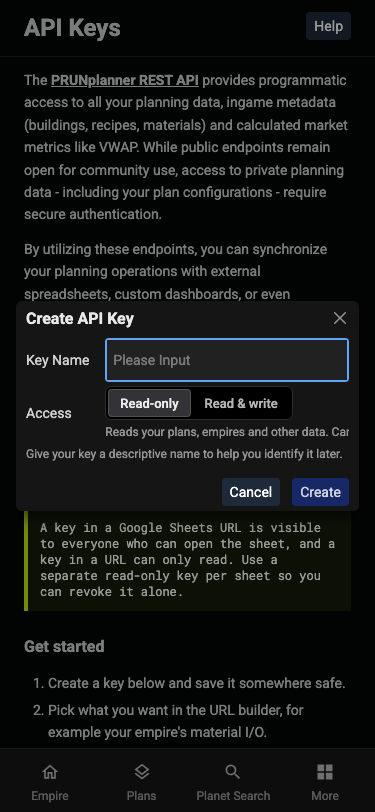 API Keys
Help
The PRUNplanner REST API provides programmatic
access to all your planning data, ingame metadata
(buildings, recipes, materials) and calculated market
metrics like VWAP. While public endpoints remain
open for community use, access to private planning
data - including your plan configurations - require
secure authentication.
By utilizing these endpoints, you can synchronize
your planning operations with external
spreadsheets, custom dashboards, or even
Create API Key
Key Name
Please Input
Access
Read-only
Read & write
Reads your plans, empires and other data. Can
Give your key a descriptive name to help you identify it later.
Cancel
Create
A key in a Google Sheets URL is visible
to everyone who can open the sheet, and a
key in a URL can only read. Use a
separate read-only key per sheet so you
can revoke it alone.
Get started
1. Create a key below and save it somewhere safe.
2. Pick what you want in the URL builder, for
example your empire's material I/O.
Empire
Plans
Planet Search
More